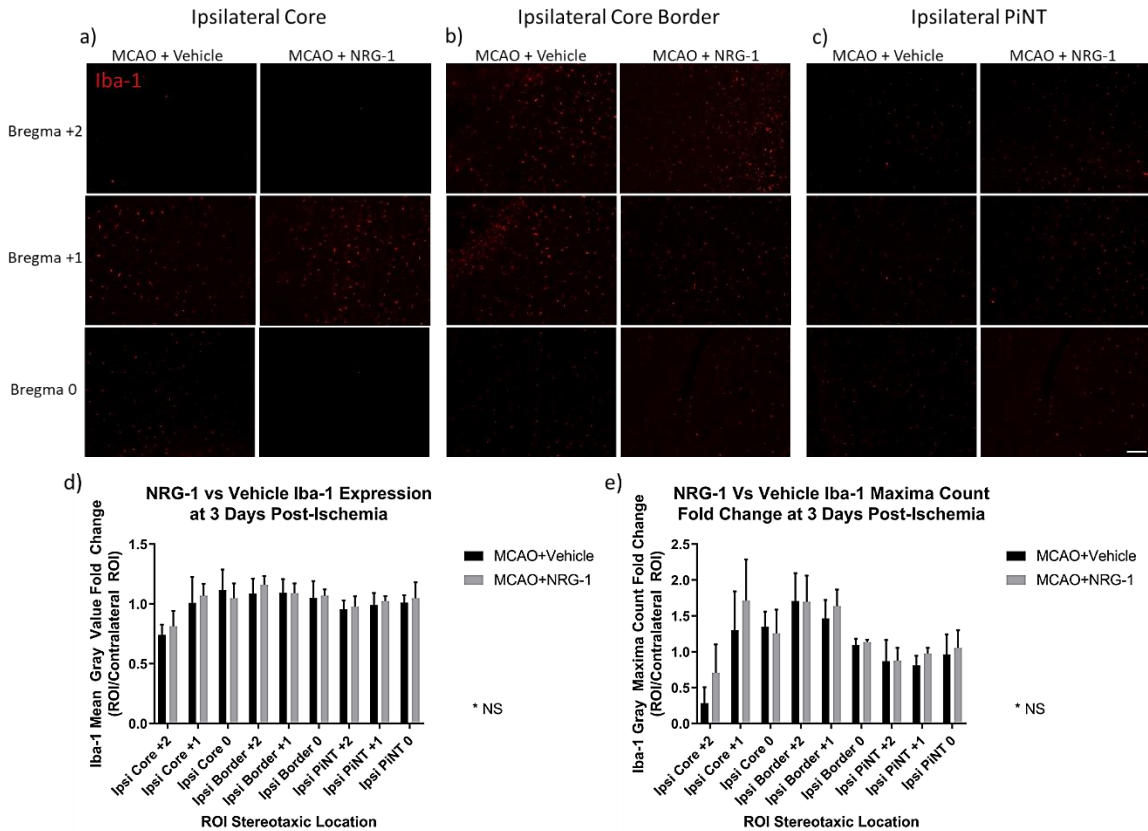 Ipsilateral Core
Ipsilateral Core Border
Ipsilateral PiNT
a)
b)
c)
MCAO + Vehicle
MCAO + NRG-1
MCAO + Vehicle
MCAO + NRG-1
MCAO + Vehicle
MCAO + NRG-1
Iba-1
Bregma +2
Bregma +1
Bregma 0
d)
NRG-1 vs Vehicle Iba-1 Expression
at 3 Days Post-Ischemia
Iba-1 Mean Gray Value Fold Change
(ROI/Contralateral ROI)
1.5
1.0
0.5
0.0
Ipsi Core +2
Ipsi Core +1
Ipsi Core 0
Ipsi Border +2
Ipsi Border +1
Ipsi Border 0
Ipsi PiNT +2
Ipsi PiNT +1
Ipsi PiNT 0
ROI Stereotaxic Location
MCAO+Vehicle
MCAO+NRG-1
* NS
e)
NRG-1 Vs Vehicle Iba-1 Maxima Count
Fold Change at 3 Days Post-Ischemia
Iba-1 Gray Maxima Count Fold Change
(ROI/Contralateral ROI)
2.5
2.0
1.5
1.0
0.5
0.0
Ipsi Core +2
Ipsi Core +1
Ipsi Core 0
Ipsi Border +2
Ipsi Border +1
Ipsi Border 0
Ipsi PiNT +2
Ipsi PiNT +1
Ipsi PiNT 0
ROI Stereotaxic Location
MCAO+Vehicle
MCAO+NRG-1
* NS